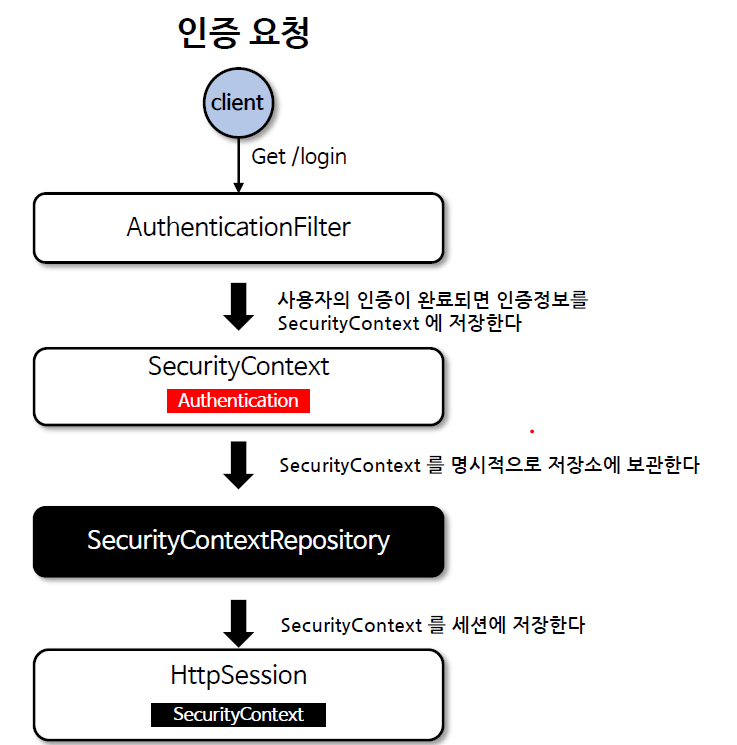 인증 요청
client
Get /login
AuthenticationFilter
사용자의 인증이 완료되면 인증정보를
SecurityContext 에 저장한다
SecurityContext
Authentication
SecurityContext 를 명시적으로 저장소에 보관한다
SecurityContextRepository
SecurityContext 를 세션에 저장한다
HttpSession
SecurityContext